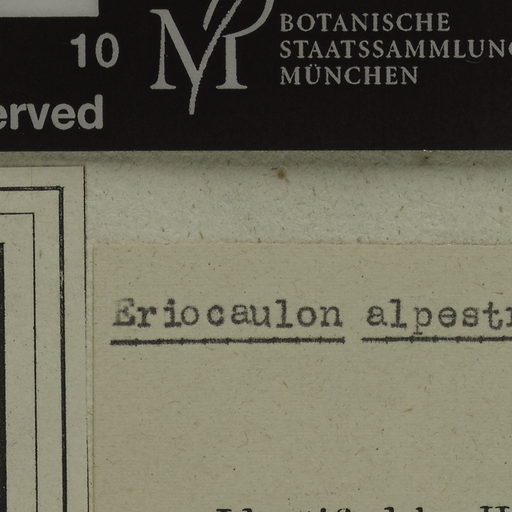 10
BOTANISCHE
STAATSSAMMLUNG
MÜNCHEN
erved
Eriocaulon alpestr